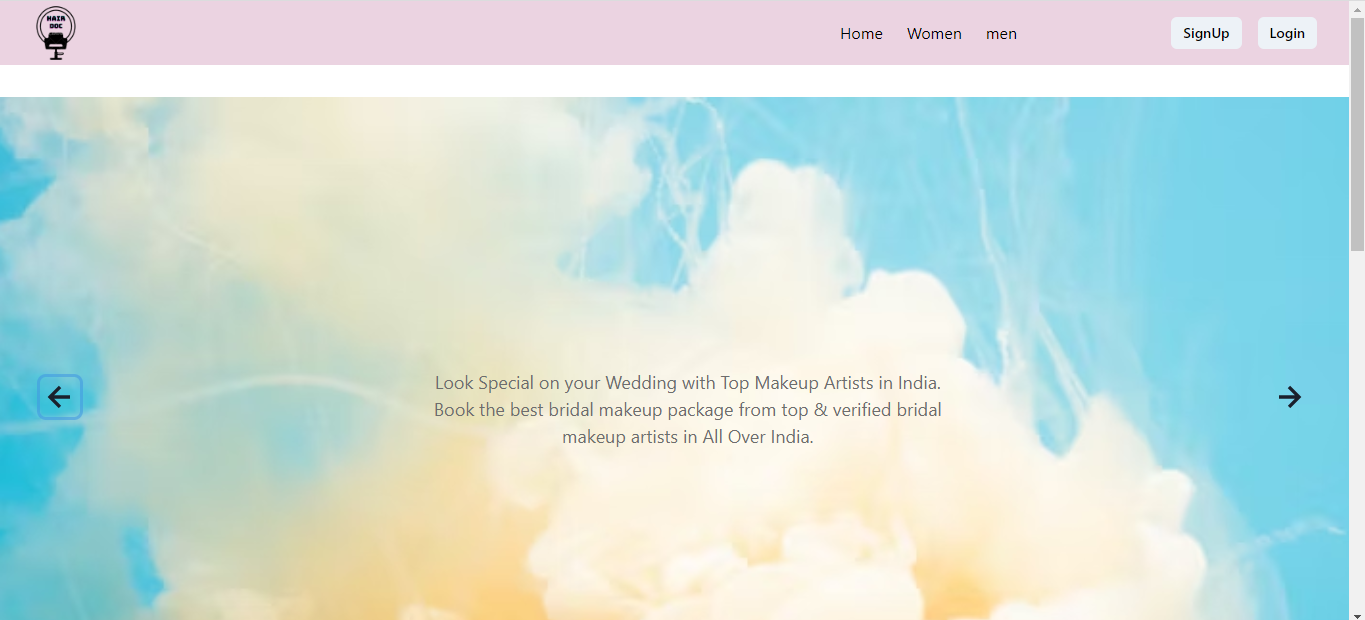 HAIR
DOC
Home Women men SignUp Login
Look Special on your Wedding with Top Makeup Artists in India.
Book the best bridal makeup package from top & verified bridal
makeup artists in All Over India.